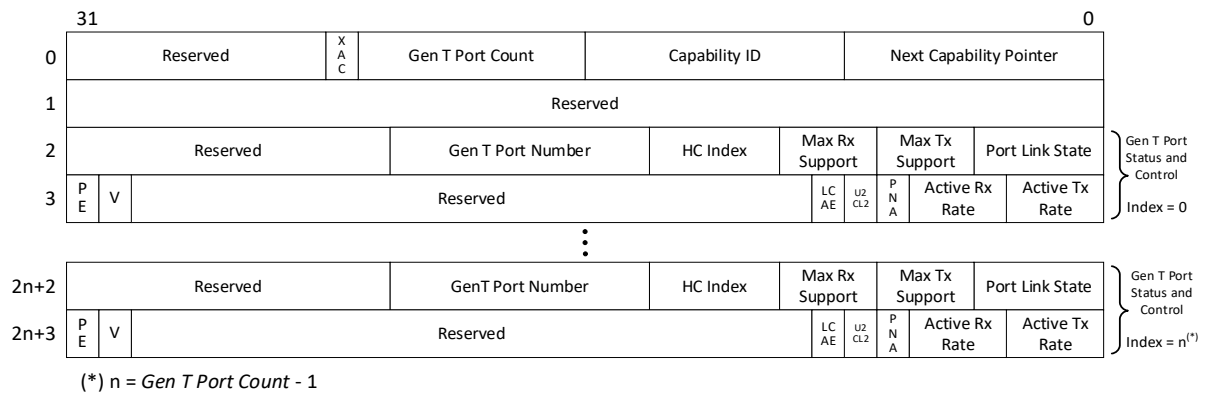 31 0
0 Reserved X A C Gen T Port Count Capability ID Next Capability Pointer
1 Reserved
2 Reserved Gen T Port Number HC Index Max Rx Support Max Tx Support Port Link State
3 P E V Reserved LC AE U2 CL2 P N A Active Rx Rate Active Tx Rate
Gen T Port
Status and
Control
Index = 0
2n+2 Reserved GenT Port Number HC Index Max Rx Support Max Tx Support Port Link State
2n+3 P E V Reserved LC AE U2 CL2 P N A Active Rx Rate Active Tx Rate
Gen T Port
Status and
Control
Index = n(*)
(*) n = Gen T Port Count - 1